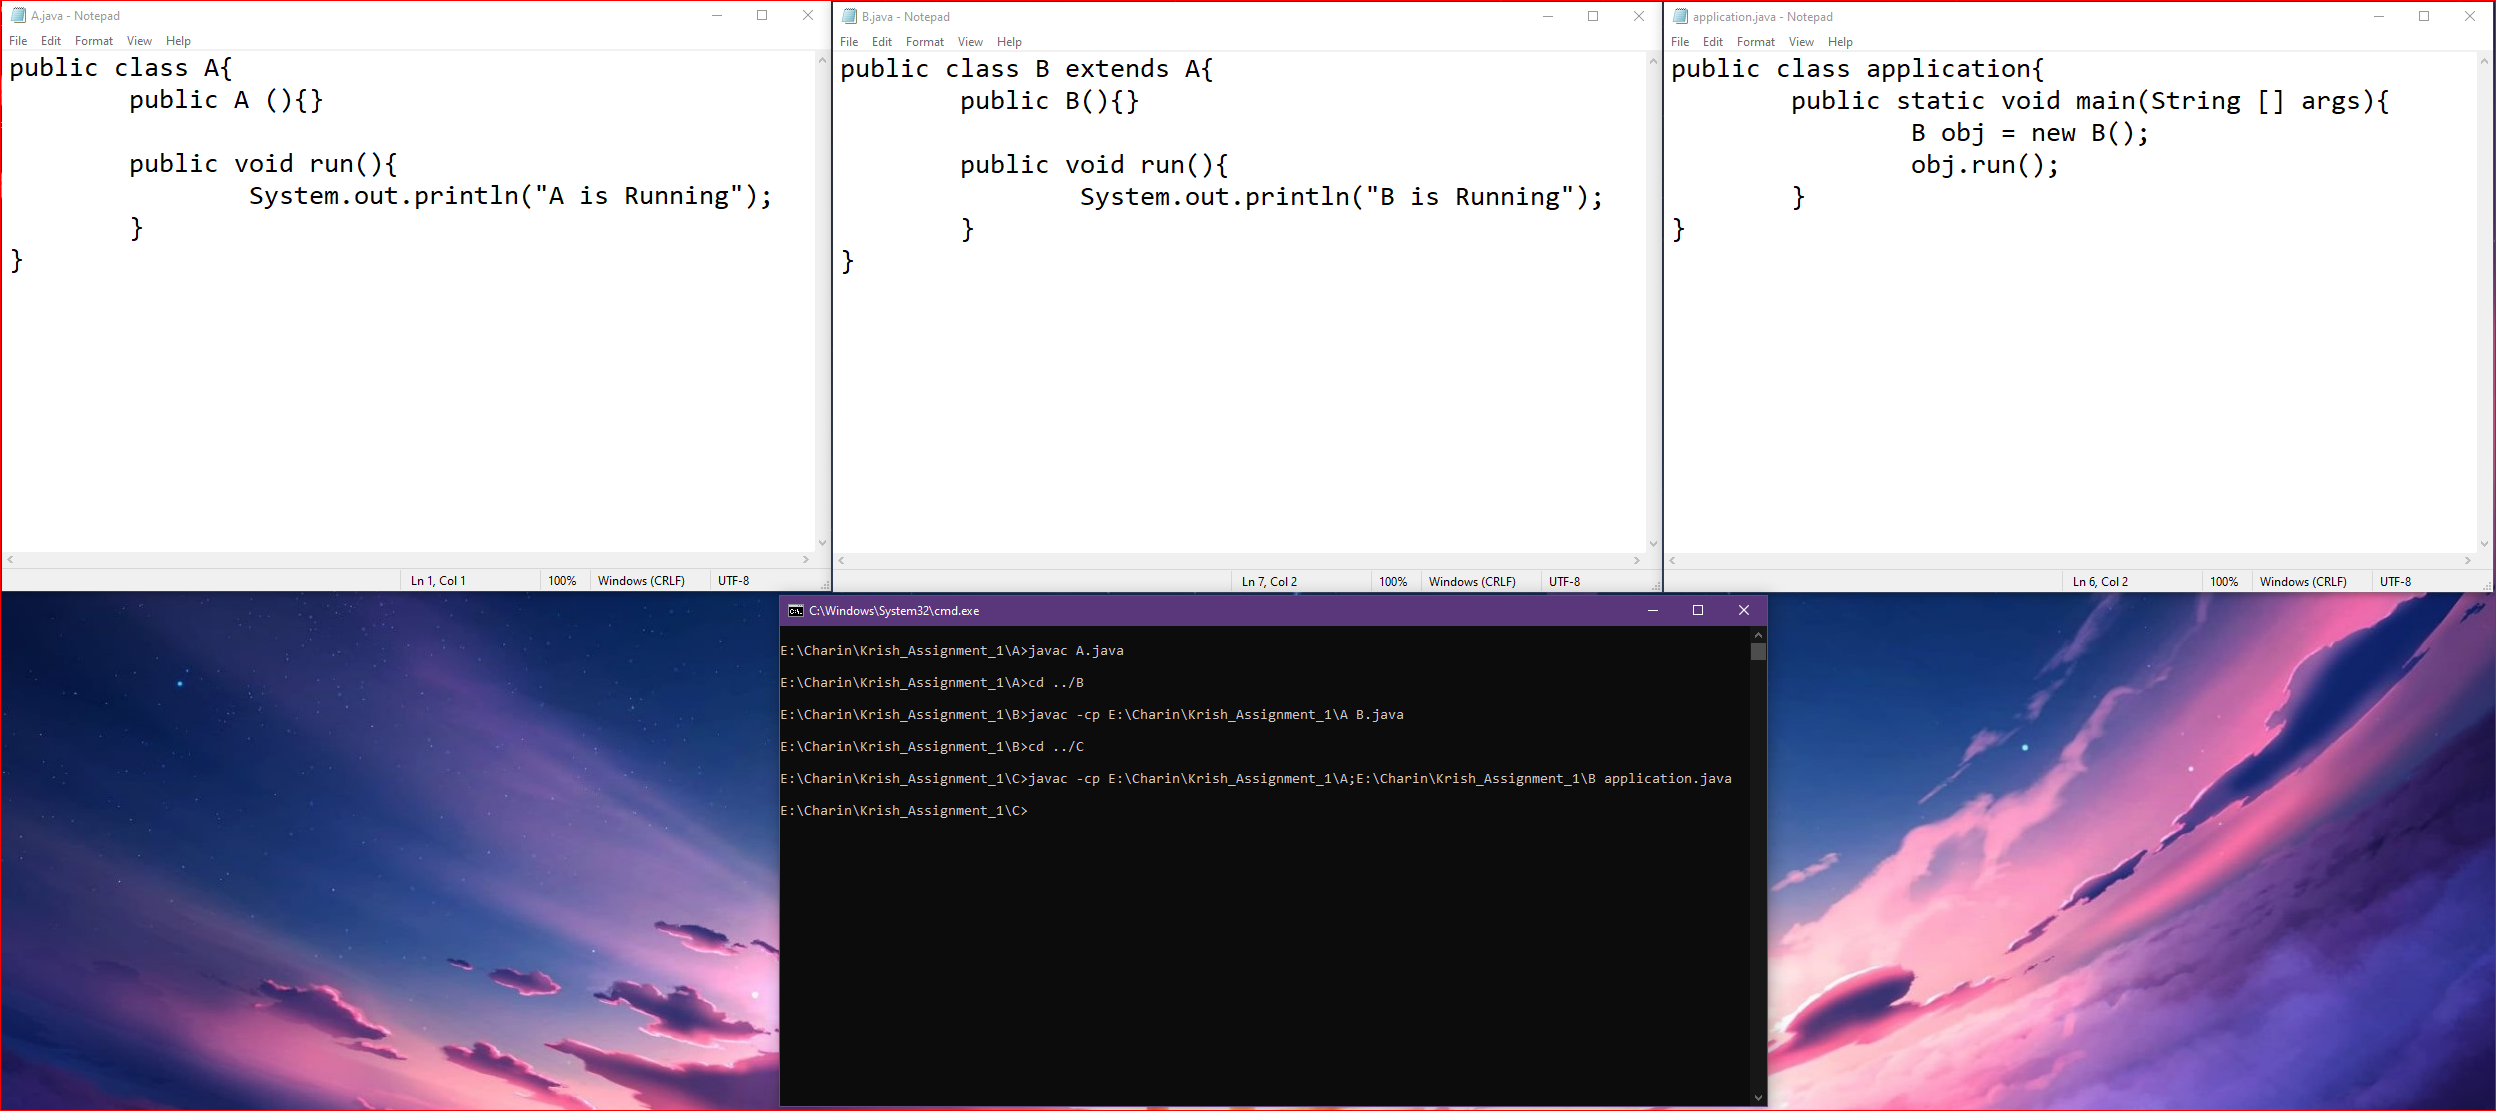 A.java - Notepad
File Edit Format View Help
public class A{
public A (){}
public void run(){
System.out.println("A is Running");
}
}
Ln 1, Col 1 100% Windows (CRLF) UTF-8
B.java - Notepad
File Edit Format View Help
public class B extends A{
public B(){}
public void run(){
System.out.println("B is Running");
}
}
Ln 7, Col 2 100% Windows (CRLF) UTF-8
application.java - Notepad
File Edit Format View Help
public class application{
public static void main(String [] args){
B obj = new B();
obj.run();
}
}
Ln 6, Col 2 100% Windows (CRLF) UTF-8
C:\Windows\System32\cmd.exe
E:\Charin\Krish_Assignment_1\A>javac A.java
E:\Charin\Krish_Assignment_1\A>cd ../B
E:\Charin\Krish_Assignment_1\B>javac -cp E:\Charin\Krish_Assignment_1\A B.java
E:\Charin\Krish_Assignment_1\B>cd ../C
E:\Charin\Krish_Assignment_1\C>javac -cp E:\Charin\Krish_Assignment_1\A;E:\Charin\Krish_Assignment_1\B application.java
E:\Charin\Krish_Assignment_1\C>